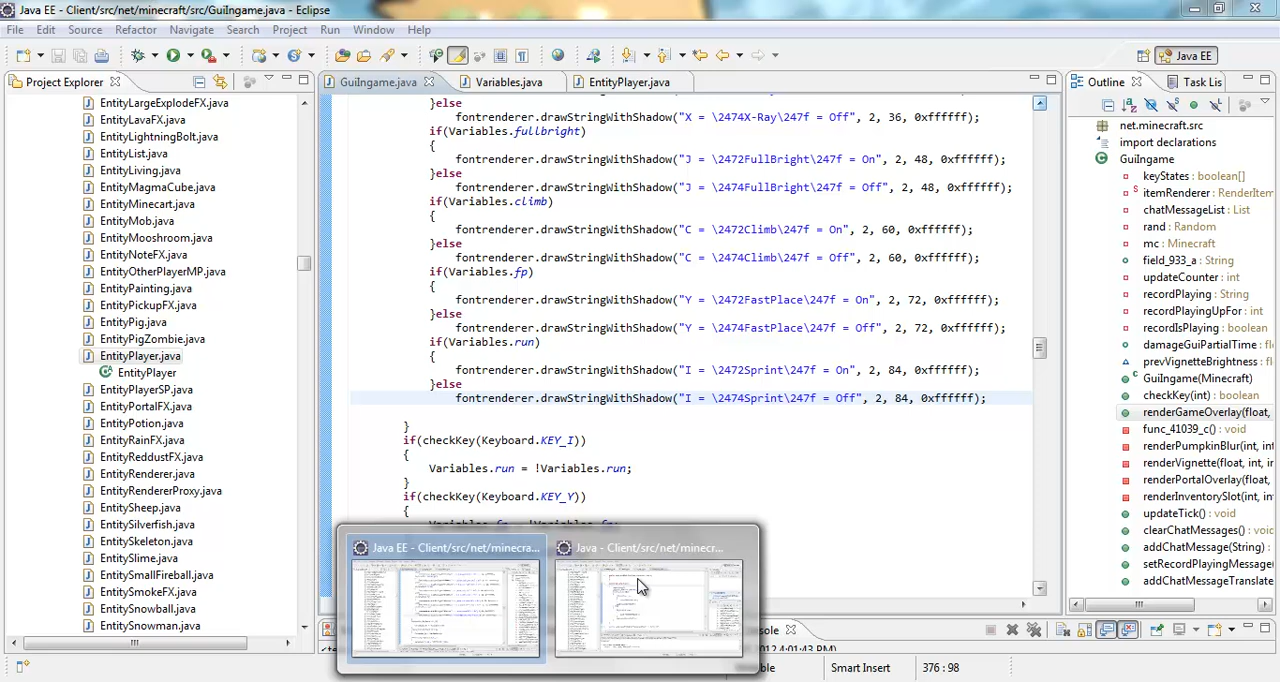 Java EE - Client/src/net/minecraft/src/GuiIngame.java - Eclipse
File Edit Source Refactor Navigate Search Project Run Window Help
Java EE
Project Explorer
GuiIngame.java
Variables.java
EntityPlayer.java
Outline
Task Lis
EntityLargeExplodeFX.java
EntityLavaFX.java
EntityLightningBolt.java
EntityList.java
EntityLiving.java
EntityMagmaCube.java
EntityMinecart.java
EntityMob.java
EntityMooshroom.java
EntityNoteFX.java
EntityOtherPlayerMP.java
EntityPainting.java
EntityPickupFX.java
EntityPig.java
EntityPigZombie.java
EntityPlayer.java
EntityPlayer
EntityPlayerSP.java
EntityPortalFX.java
EntityPotion.java
EntityRainFX.java
EntityReddustFX.java
EntityRenderer.java
EntityRendererProxy.java
EntitySheep.java
EntitySilverfish.java
EntitySkeleton.java
EntitySlime.java
EntitySmallFireball.java
EntitySmokeFX.java
EntitySnowball.java
EntitySnowman.java
}else
fontrenderer.drawStringWithShadow("X = \2474X-Ray\247f = Off", 2, 36, 0xffffff);
if(Variables.fullbright)
{
fontrenderer.drawStringWithShadow("J = \2472FullBright\247f = On", 2, 48, 0xffffff);
}else
fontrenderer.drawStringWithShadow("J = \2474FullBright\247f = Off", 2, 48, 0xffffff);
if(Variables.climb)
{
fontrenderer.drawStringWithShadow("C = \2472Climb\247f = On", 2, 60, 0xffffff);
}else
fontrenderer.drawStringWithShadow("C = \2474Climb\247f = Off", 2, 60, 0xffffff);
if(Variables.fp)
{
fontrenderer.drawStringWithShadow("Y = \2472FastPlace\247f = On", 2, 72, 0xffffff);
}else
fontrenderer.drawStringWithShadow("Y = \2474FastPlace\247f = Off", 2, 72, 0xffffff);
if(Variables.run)
{
fontrenderer.drawStringWithShadow("I = \2472Sprint\247f = On", 2, 84, 0xffffff);
}else
fontrenderer.drawStringWithShadow("I = \2474Sprint\247f = Off", 2, 84, 0xffffff);
}
if(checkKey(Keyboard.KEY_I))
{
Variables.run = !Variables.run;
}
if(checkKey(Keyboard.KEY_Y))
{
net.minecraft.src
import declarations
GuiIngame
keyStates : boolean[]
itemRenderer : RenderItem
chatMessageList : List
rand : Random
mc : Minecraft
field_933_a : String
updateCounter : int
recordPlaying : String
recordPlayingUpFor : int
recordIsPlaying : boolean
damageGuiPartialTime : flo
prevVignetteBrightness : f
GuiIngame(Minecraft)
checkKey(int) : boolean
renderGameOverlay(float,
func_41039_c() : void
renderPumpkinBlur(int, int
renderVignette(float, int, i
renderPortalOverlay(float,
renderInventorySlot(int, int
updateTick() : void
clearChatMessages() : void
addChatMessage(String) :
setRecordPlayingMessage
addChatMessageTranslate
Java EE - Client/src/net/minecra...
Java - Client/src/net/minecr...
2012 4:01:43 PM)
Smart Insert
376 : 98